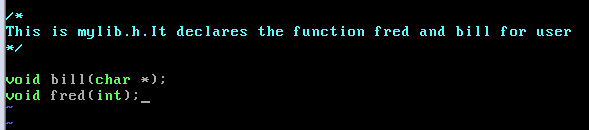 /*
This is mylib.h.It declares the function fred and bill for user
*/
void bill(char *);
void fred(int);_
~
~